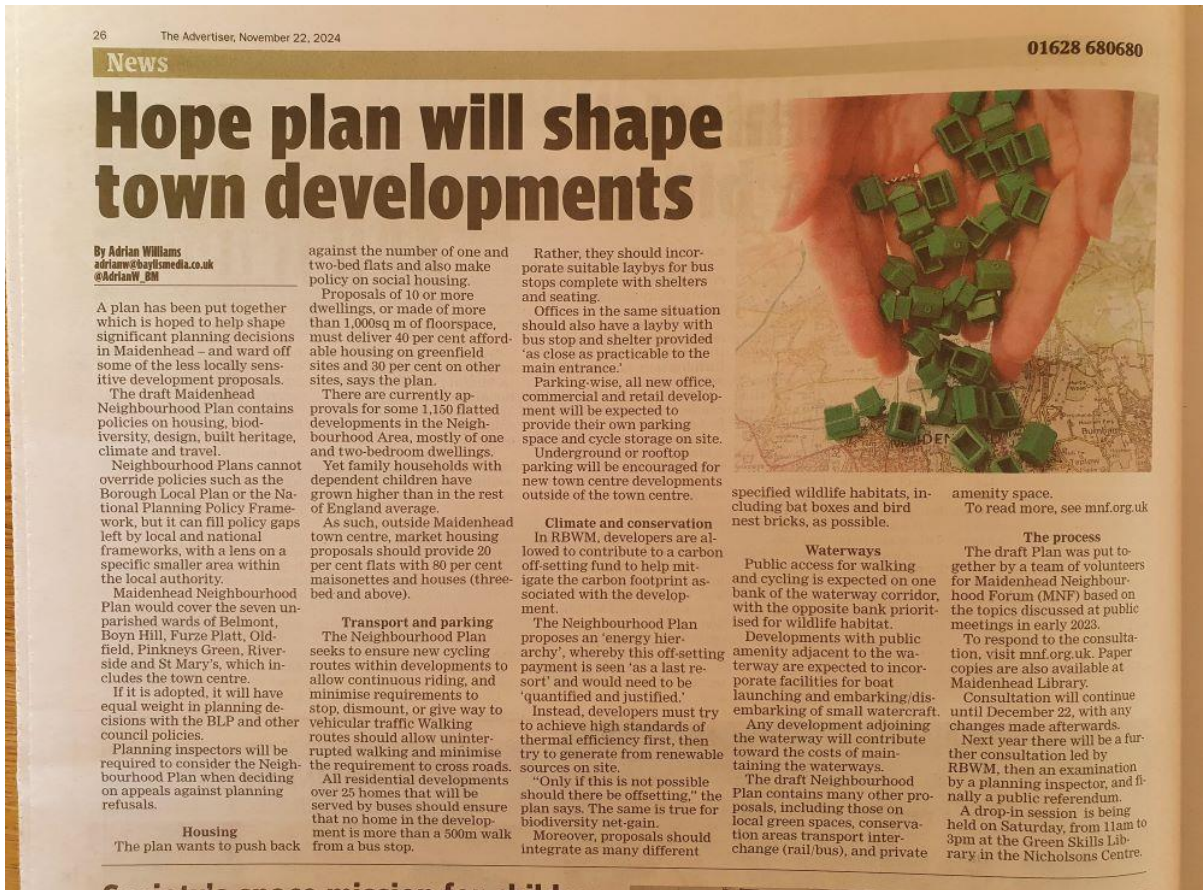 26
The Advertiser, November 22, 2024
01628 680680
News
Hope plan will shape
town developments
By Adrian Williams
adrianw@baylismedia.co.uk
@AdrianW_BM
A plan has been put together
which is hoped to help shape
significant planning decisions
in Maidenhead – and ward off
some of the less locally sens-
itive development proposals.
The draft Maidenhead
Neighbourhood Plan contains
policies on housing, biod-
iversity, design, built heritage,
climate and travel.
Neighbourhood Plans cannot
override policies such as the
Borough Local Plan or the Na-
tional Planning Policy Frame-
work, but it can fill policy gaps
left by local and national
frameworks, with a lens on a
specific smaller area within
the local authority.
Maidenhead Neighbourhood
Plan would cover the seven un-
parished wards of Belmont,
Boyn Hill, Furze Platt, Old-
field, Pinkneys Green, River-
side and St Mary's, which in-
cludes the town centre.
If it is adopted, it will have
equal weight in planning de-
cisions with the BLP and other
council policies.
Planning inspectors will be
required to consider the Neigh-
bourhood Plan when deciding
on appeals against planning
refusals.
Housing
The plan wants to push back
against the number of one and
two-bed flats and also make
policy on social housing.
Proposals of 10 or more
dwellings, or made of more
than 1,000sq m of floorspace,
must deliver 40 per cent afford-
able housing on greenfield
sites and 30 per cent on other
sites, says the plan.
There are currently ap-
provals for some 1,150 flatted
developments in the Neigh-
bourhood Area, mostly of one
and two-bedroom dwellings.
Yet family households with
dependent children have
grown higher than in the rest
of England average.
As such, outside Maidenhead
town centre, market housing
proposals should provide 20
per cent flats with 80 per cent
maisonettes and houses (three-
bed and above).
Transport and parking
The Neighbourhood Plan
seeks to ensure new cycling
routes within developments to
allow continuous riding, and
minimise requirements to
stop, dismount, or give way to
vehicular traffic Walking
routes should allow uninter-
rupted walking and minimise
the requirement to cross roads.
All residential developments
over 25 homes that will be
served by buses should ensure
that no home in the develop-
ment is more than a 500m walk
from a bus stop.
Rather, they should incor-
porate suitable laybys for bus
stops complete with shelters
and seating.
Offices in the same situation
should also have a layby with
bus stop and shelter provided
'as close as practicable to the
main entrance.'
Parking-wise, all new office,
commercial and retail develop-
ment will be expected to
provide their own parking
space and cycle storage on site.
Underground or rooftop
parking will be encouraged for
new town centre developments
outside of the town centre.
Climate and conservation
In RBWM, developers are al-
lowed to contribute to a carbon
off-setting fund to help mit-
igate the carbon footprint as-
sociated with the develop-
ment.
The Neighbourhood Plan
proposes an 'energy hier-
archy', whereby this off-setting
payment is seen 'as a last re-
sort' and would need to be
'quantified and justified.'
Instead, developers must try
to achieve high standards of
thermal efficiency first, then
try to generate from renewable
sources on site.
"Only if this is not possible
should there be offsetting," the
plan says. The same is true for
biodiversity net-gain.
Moreover, proposals should
integrate as many different
specified wildlife habitats, in-
cluding bat boxes and bird
nest bricks, as possible.
Waterways
Public access for walking
and cycling is expected on one
bank of the waterway corridor,
with the opposite bank priorit-
ised for wildlife habitat.
Developments with public
amenity adjacent to the wa-
terway are expected to incor-
porate facilities for boat
launching and embarking/dis-
embarking of small watercraft.
Any development adjoining
the waterway will contribute
toward the costs of main-
taining the waterways.
The draft Neighbourhood
Plan contains many other pro-
posals, including those on
local green spaces, conserva-
tion areas transport inter-
change (rail/bus), and private
amenity space.
To read more, see mnf.org.uk
The process
The draft Plan was put to-
gether by a team of volunteers
for Maidenhead Neighbour-
hood Forum (MNF) based on
the topics discussed at public
meetings in early 2023.
To respond to the consulta-
tion, visit mnf.org.uk. Paper
copies are also available at
Maidenhead Library.
Consultation will continue
until December 22, with any
changes made afterwards.
Next year there will be a fur-
ther consultation led by
RBWM, then an examination
by a planning inspector, and fi-
nally a public referendum.
A drop-in session is being
held on Saturday, from 11am to
3pm at the Green Skills Lib-
rary in the Nicholsons Centre.